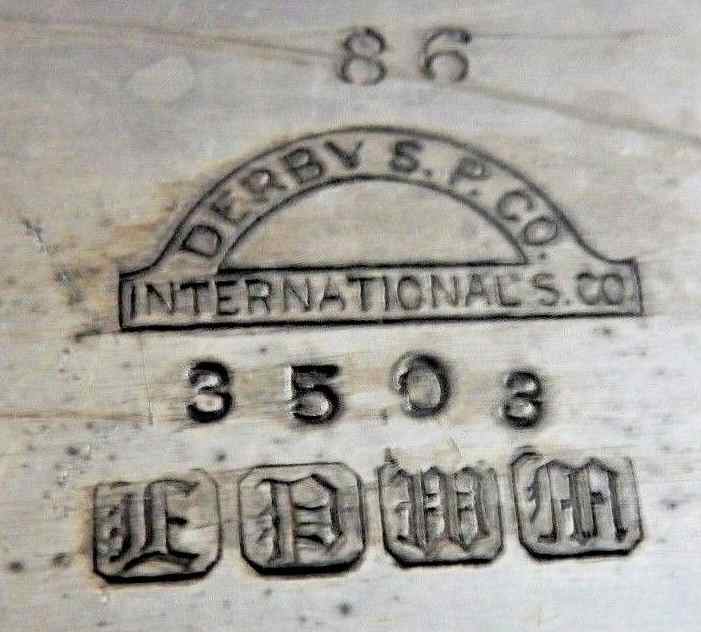 86
DERBY S. P. CO.
INTERNATIONAL S. CO.
3503
E P W M